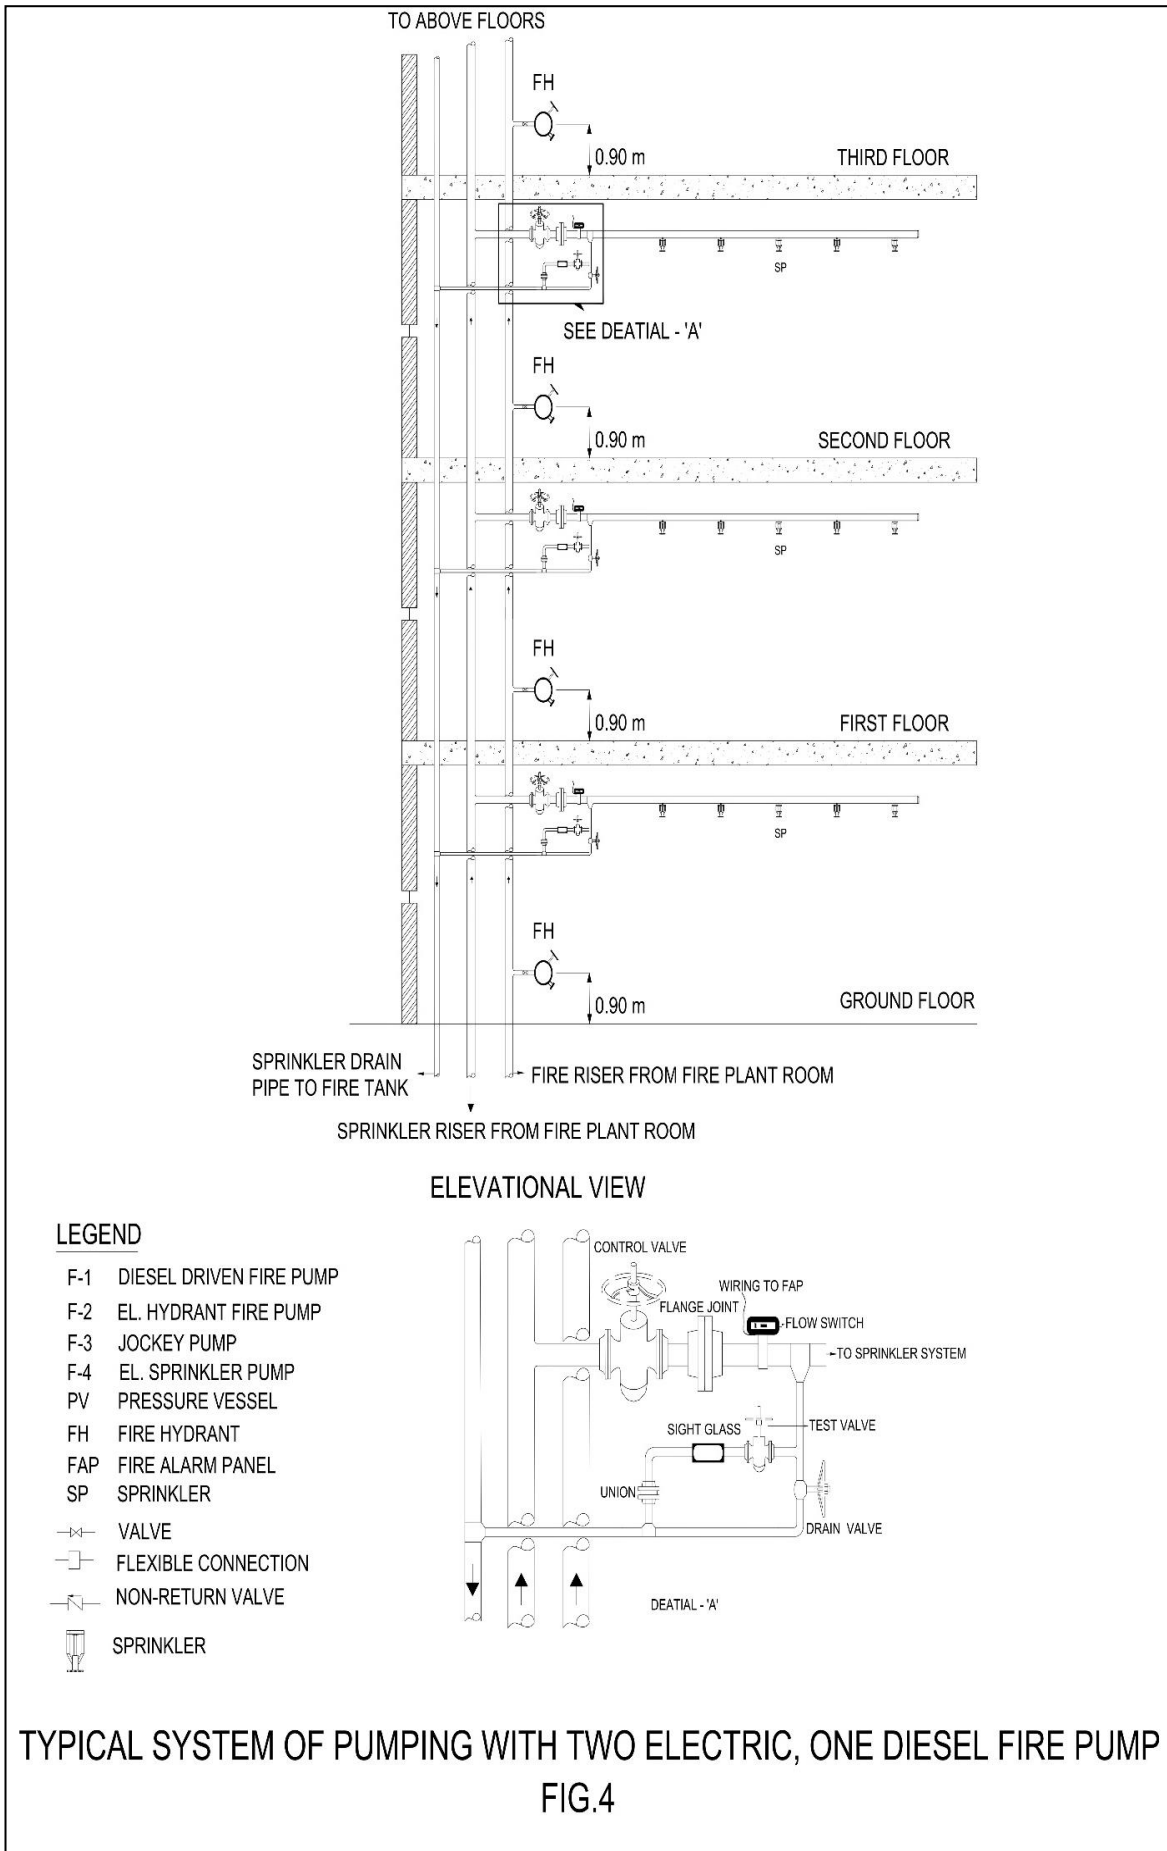 TO ABOVE FLOORS
FH
0.90 m
THIRD FLOOR
SP
SEE DEATIAL - 'A'
FH
0.90 m
SECOND FLOOR
SP
FH
0.90 m
FIRST FLOOR
SP
FH
0.90 m
GROUND FLOOR
SPRINKLER DRAIN
PIPE TO FIRE TANK
FIRE RISER FROM FIRE PLANT ROOM
SPRINKLER RISER FROM FIRE PLANT ROOM
ELEVATIONAL VIEW
LEGEND
F-1 DIESEL DRIVEN FIRE PUMP
F-2 EL. HYDRANT FIRE PUMP
F-3 JOCKEY PUMP
F-4 EL. SPRINKLER PUMP
PV PRESSURE VESSEL
FH FIRE HYDRANT
FAP FIRE ALARM PANEL
SP SPRINKLER
VALVE
FLEXIBLE CONNECTION
NON-RETURN VALVE
SPRINKLER
CONTROL VALVE
WIRING TO FAP
FLANGE JOINT
FLOW SWITCH
TO SPRINKLER SYSTEM
SIGHT GLASS
TEST VALVE
UNION
DRAIN VALVE
DEATIAL - 'A'
TYPICAL SYSTEM OF PUMPING WITH TWO ELECTRIC, ONE DIESEL FIRE PUMP
FIG.4